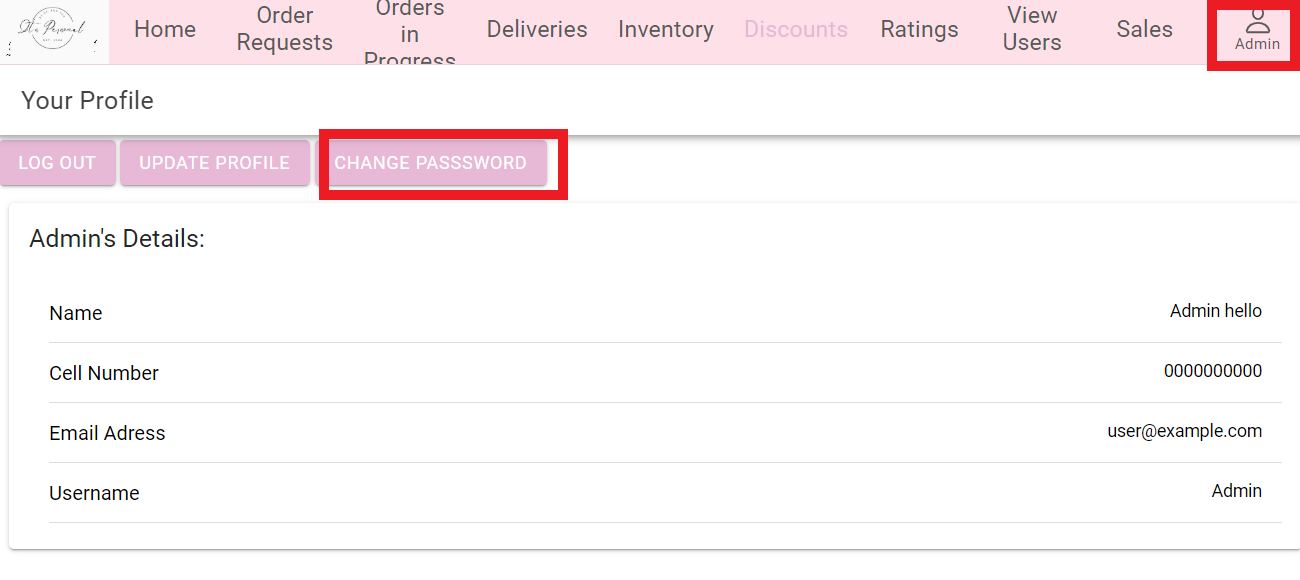 It's Personal
Home
Order
Requests
Orders
in
Progress
Deliveries
Inventory
Discounts
Ratings
View
Users
Sales
Admin
Your Profile
LOG OUT
UPDATE PROFILE
CHANGE PASSSWORD
Admin's Details:
Name
Admin hello
Cell Number
0000000000
Email Adress
user@example.com
Username
Admin